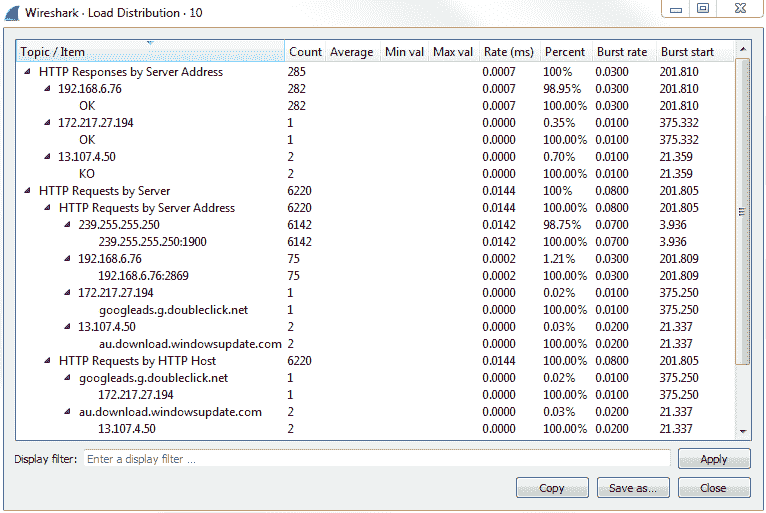 Wireshark · Load Distribution · 10
Topic / Item Count Average Min val Max val Rate (ms) Percent Burst rate Burst start
HTTP Responses by Server Address 285 0.0007 100% 0.0300 201.810
192.168.6.76 282 0.0007 98.95% 0.0300 201.810
OK 282 0.0007 100.00% 0.0300 201.810
172.217.27.194 1 0.0000 0.35% 0.0100 375.332
OK 1 0.0000 100.00% 0.0100 375.332
13.107.4.50 2 0.0000 0.70% 0.0100 21.359
KO 2 0.0000 100.00% 0.0100 21.359
HTTP Requests by Server 6220 0.0144 100% 0.0800 201.805
HTTP Requests by Server Address 6220 0.0144 100.00% 0.0800 201.805
239.255.255.250 6142 0.0142 98.75% 0.0700 3.936
239.255.255.250:1900 6142 0.0142 100.00% 0.0700 3.936
192.168.6.76 75 0.0002 1.21% 0.0300 201.809
192.168.6.76:2869 75 0.0002 100.00% 0.0300 201.809
172.217.27.194 1 0.0000 0.02% 0.0100 375.250
googleads.g.doubleclick.net 1 0.0000 100.00% 0.0100 375.250
13.107.4.50 2 0.0000 0.03% 0.0200 21.337
au.download.windowsupdate.com 2 0.0000 100.00% 0.0200 21.337
HTTP Requests by HTTP Host 6220 0.0144 100.00% 0.0800 201.805
googleads.g.doubleclick.net 1 0.0000 0.02% 0.0100 375.250
172.217.27.194 1 0.0000 100.00% 0.0100 375.250
au.download.windowsupdate.com 2 0.0000 0.03% 0.0200 21.337
13.107.4.50 2 0.0000 100.00% 0.0200 21.337
Display filter: Enter a display filter ... Apply
Copy Save as... Close